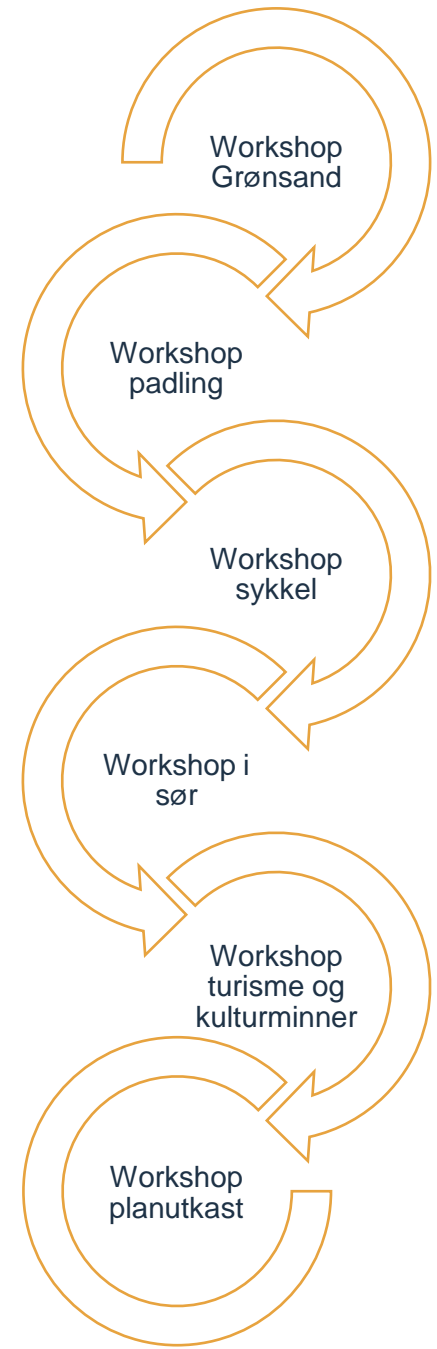 Workshop
Grønsand
Workshop
padling
Workshop
sykkel
Workshop i
sør
Workshop
turisme og
kulturminner
Workshop
planutkast